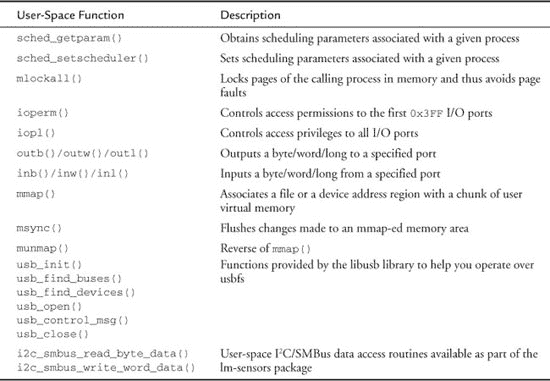 User-Space Function Description
sched_getparam() Obtains scheduling parameters associated with a given process
sched_setscheduler() Sets scheduling parameters associated with a given process
mlockall() Locks pages of the calling process in memory and thus avoids page
faults
ioperm() Controls access permissions to the first 0x3FF I/O ports
iopl() Controls access privileges to all I/O ports
outb()/outw()/outl() Outputs a byte/word/long to a specified port
inb()/inw()/inl() Inputs a byte/word/long from a specified port
mmap() Associates a file or a device address region with a chunk of user
virtual memory
msync() Flushes changes made to an mmap-ed memory area
munmap() Reverse of mmap()
usb_init() Functions provided by the libusb library to help you operate over
usb_find_buses() usbfs
usb_find_devices()
usb_open()
usb_control_msg()
usb_close()
i2c_smbus_read_byte_data() User-space I²C/SMBus data access routines available as part of the
i2c_smbus_write_word_data() lm-sensors package